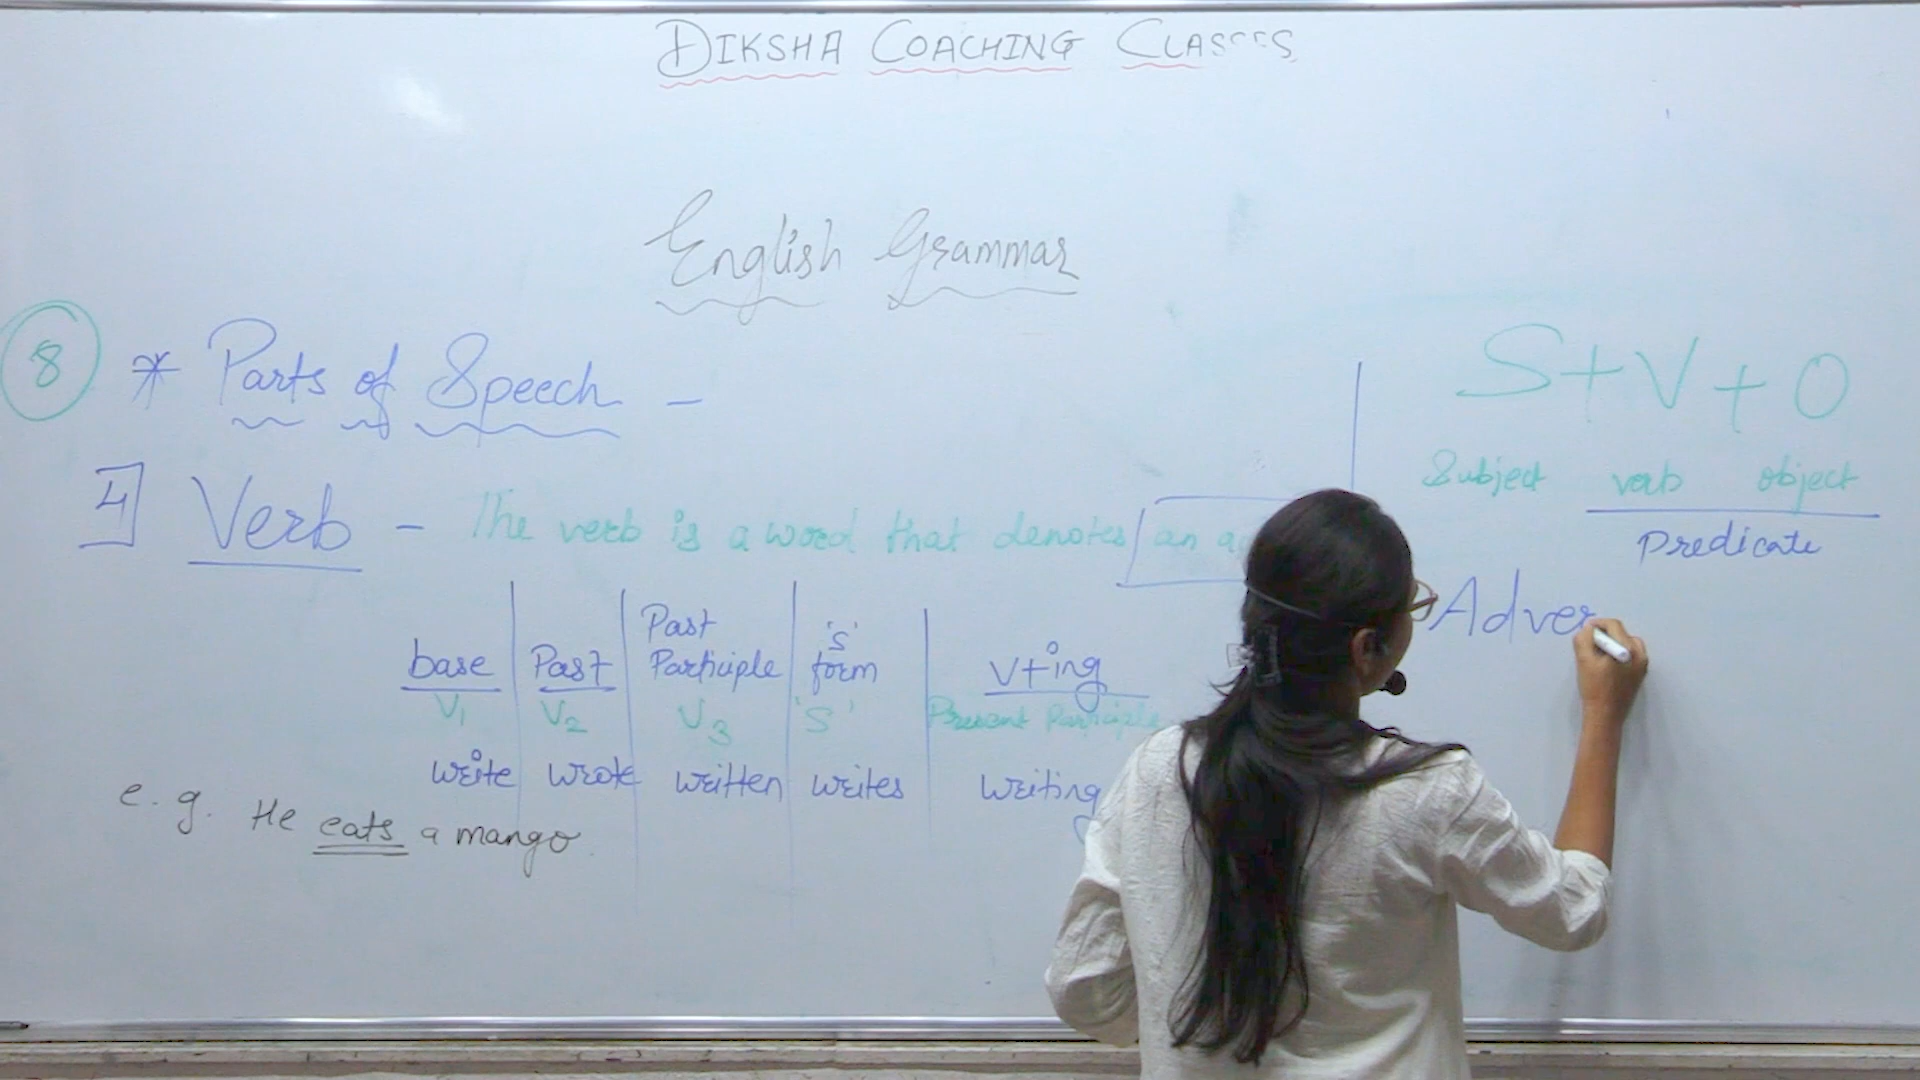 DIKSHA COACHING CLASSES
English Grammar
8 * Parts of Speech -
4] Verb - The verb is a word that denotes an
base | Past | Past Participle | 's' form | V+ing
V1 | V2 | V3 | 'S' | Present Participle
write | wrote | written | writes | writing
e.g. He eats a mango.
S+V+O
Subject verb object
Predicate
Adver